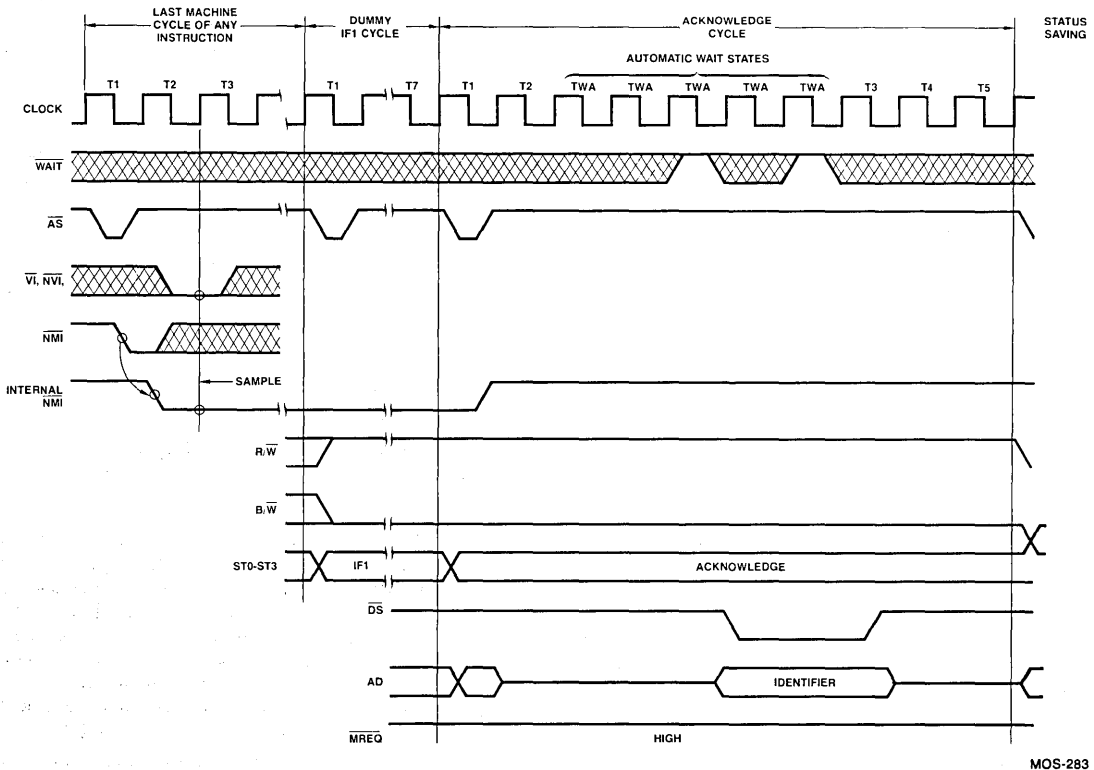 LAST MACHINE
CYCLE OF ANY
INSTRUCTION
DUMMY
IF1 CYCLE
ACKNOWLEDGE
CYCLE
STATUS
SAVING
AUTOMATIC WAIT STATES
T1 T2 T3 T1 T7 T1 T2 TWA TWA TWA TWA TWA T3 T4 T5
CLOCK
WAIT
AS
VI, NVI,
NMI
INTERNAL
NMI
SAMPLE
R/W
B/W
ST0-ST3 IF1 ACKNOWLEDGE
DS
AD IDENTIFIER
MREQ HIGH
MOS-283